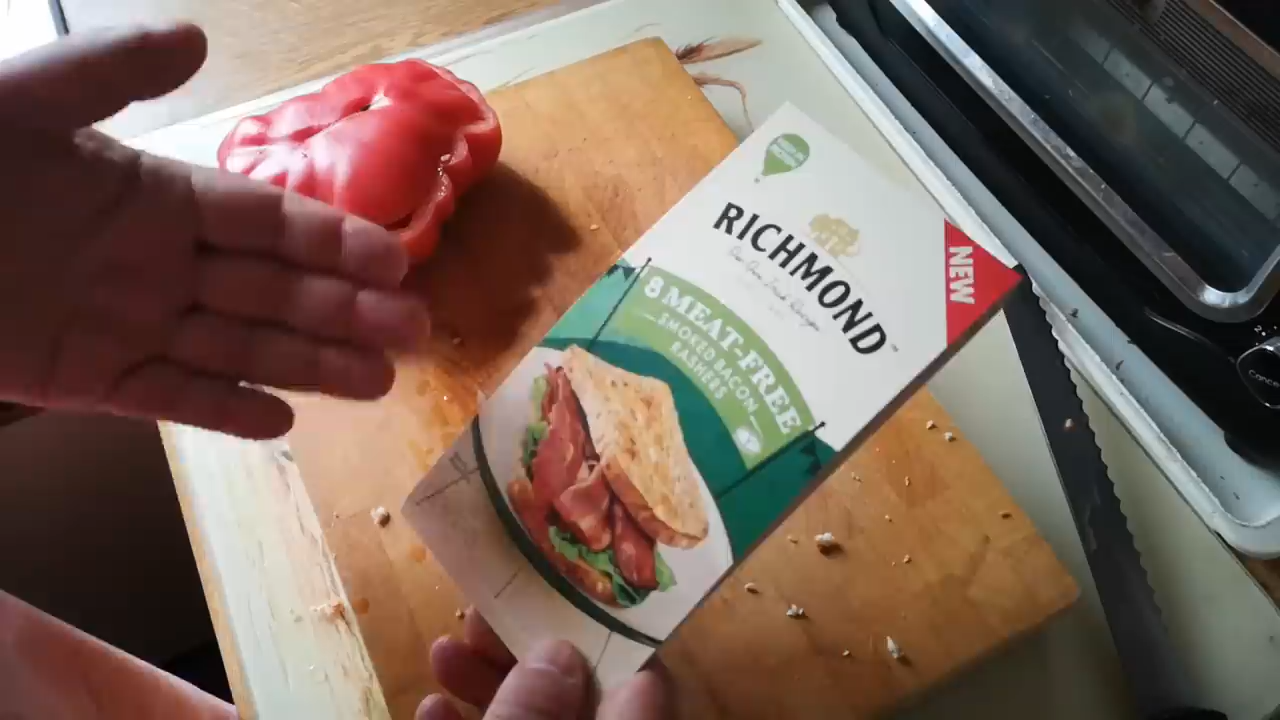 RICHMOND
NEW
8 MEAT-FREE
SMOKED BACON
RASHERS